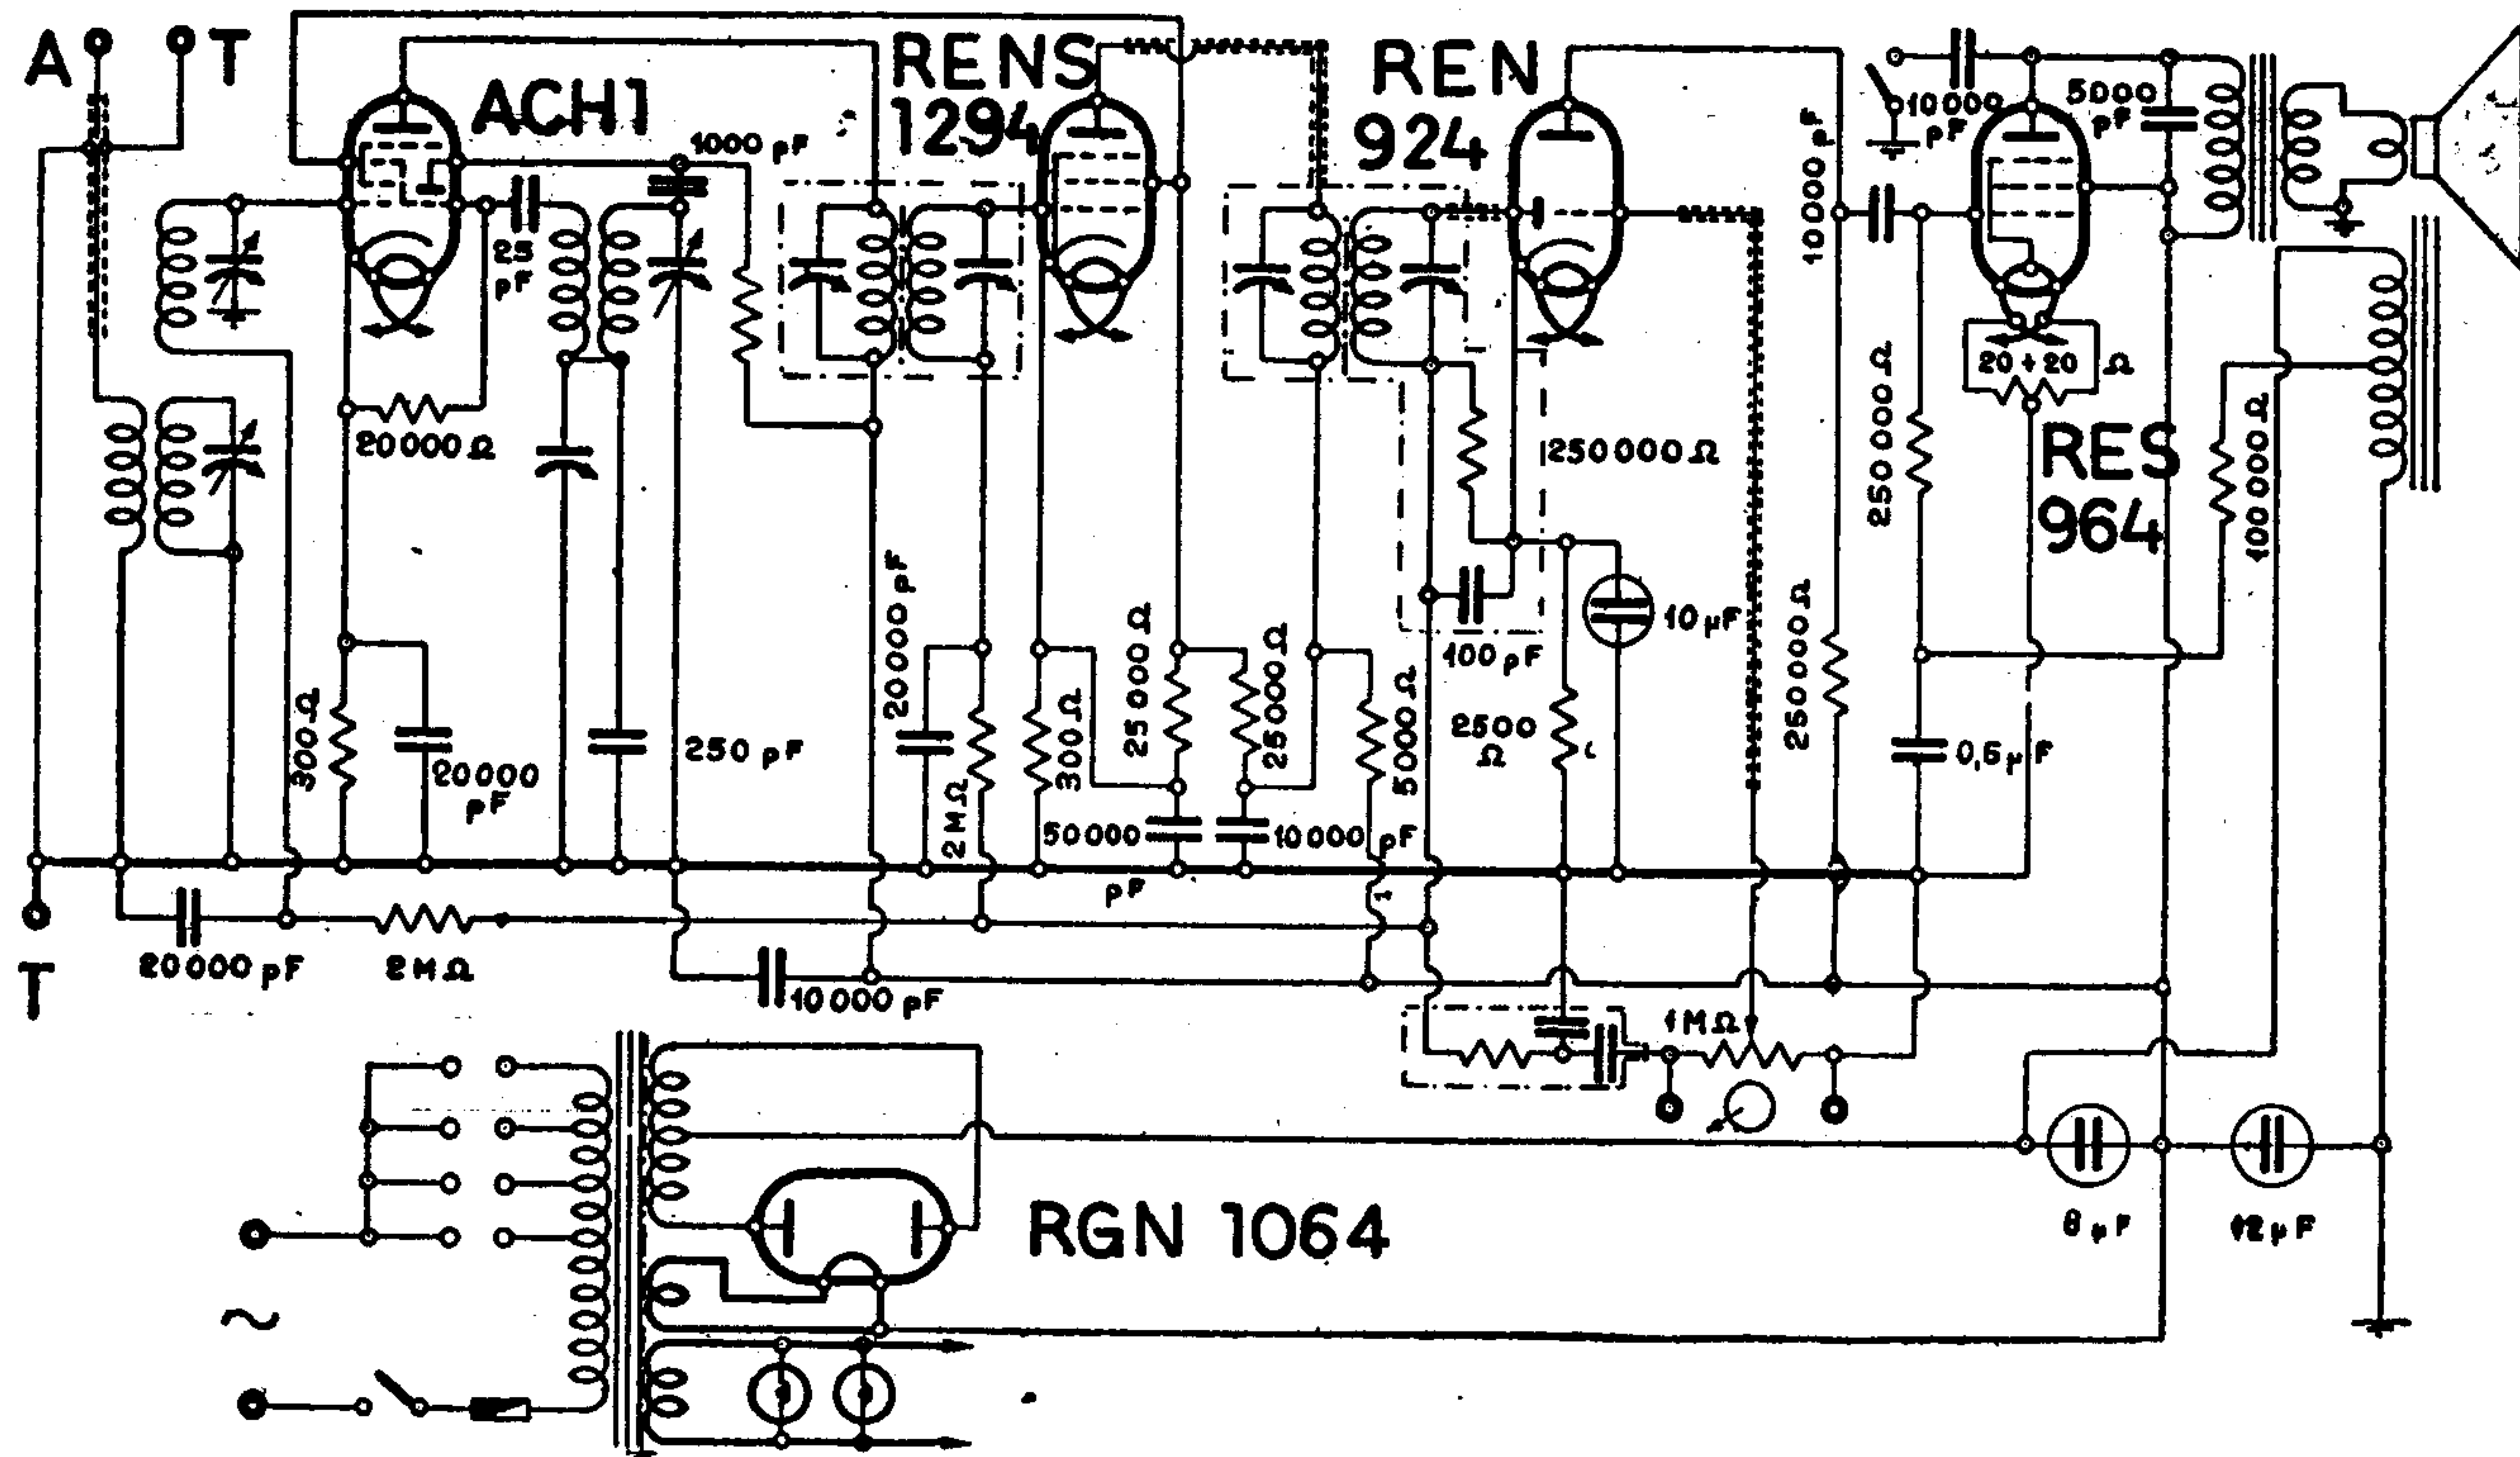 A
T
ACH1
RENS
1294
REN
924
1000 pF
25
pF
20000 Ω
10000 pF
10000
pF
5000
pF
20+20 Ω
RES
964
250000 Ω
250000 Ω
10000 Ω
300 Ω
20000
pF
250 pF
20000 pF
2 MΩ
300 Ω
25000 Ω
25000 Ω
50000
pF
10000 pF
5000 Ω
100 pF
2500
Ω
10 µF
250000 Ω
0,5 µF
T
20000 pF
2 MΩ
10000 pF
1 MΩ
RGN 1064
8 µF
12 µF
~